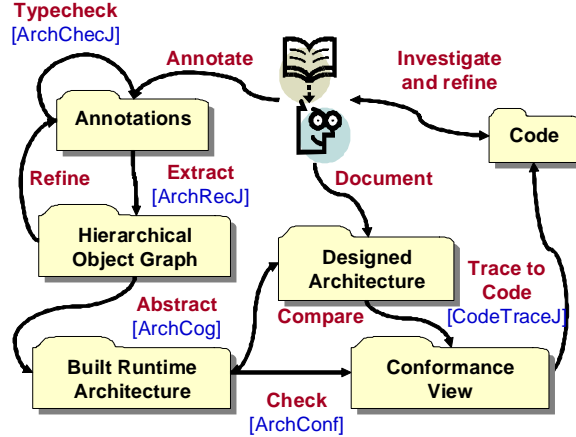 Typecheck
[ArchChecJ]
Annotate
Investigate
and refine
Annotations
Code
Refine
Extract
[ArchRecJ]
Document
Hierarchical
Object Graph
Designed
Architecture
Trace to
Code
[CodeTraceJ]
Abstract
[ArchCog]
Compare
Built Runtime
Architecture
Conformance
View
Check
[ArchConf]